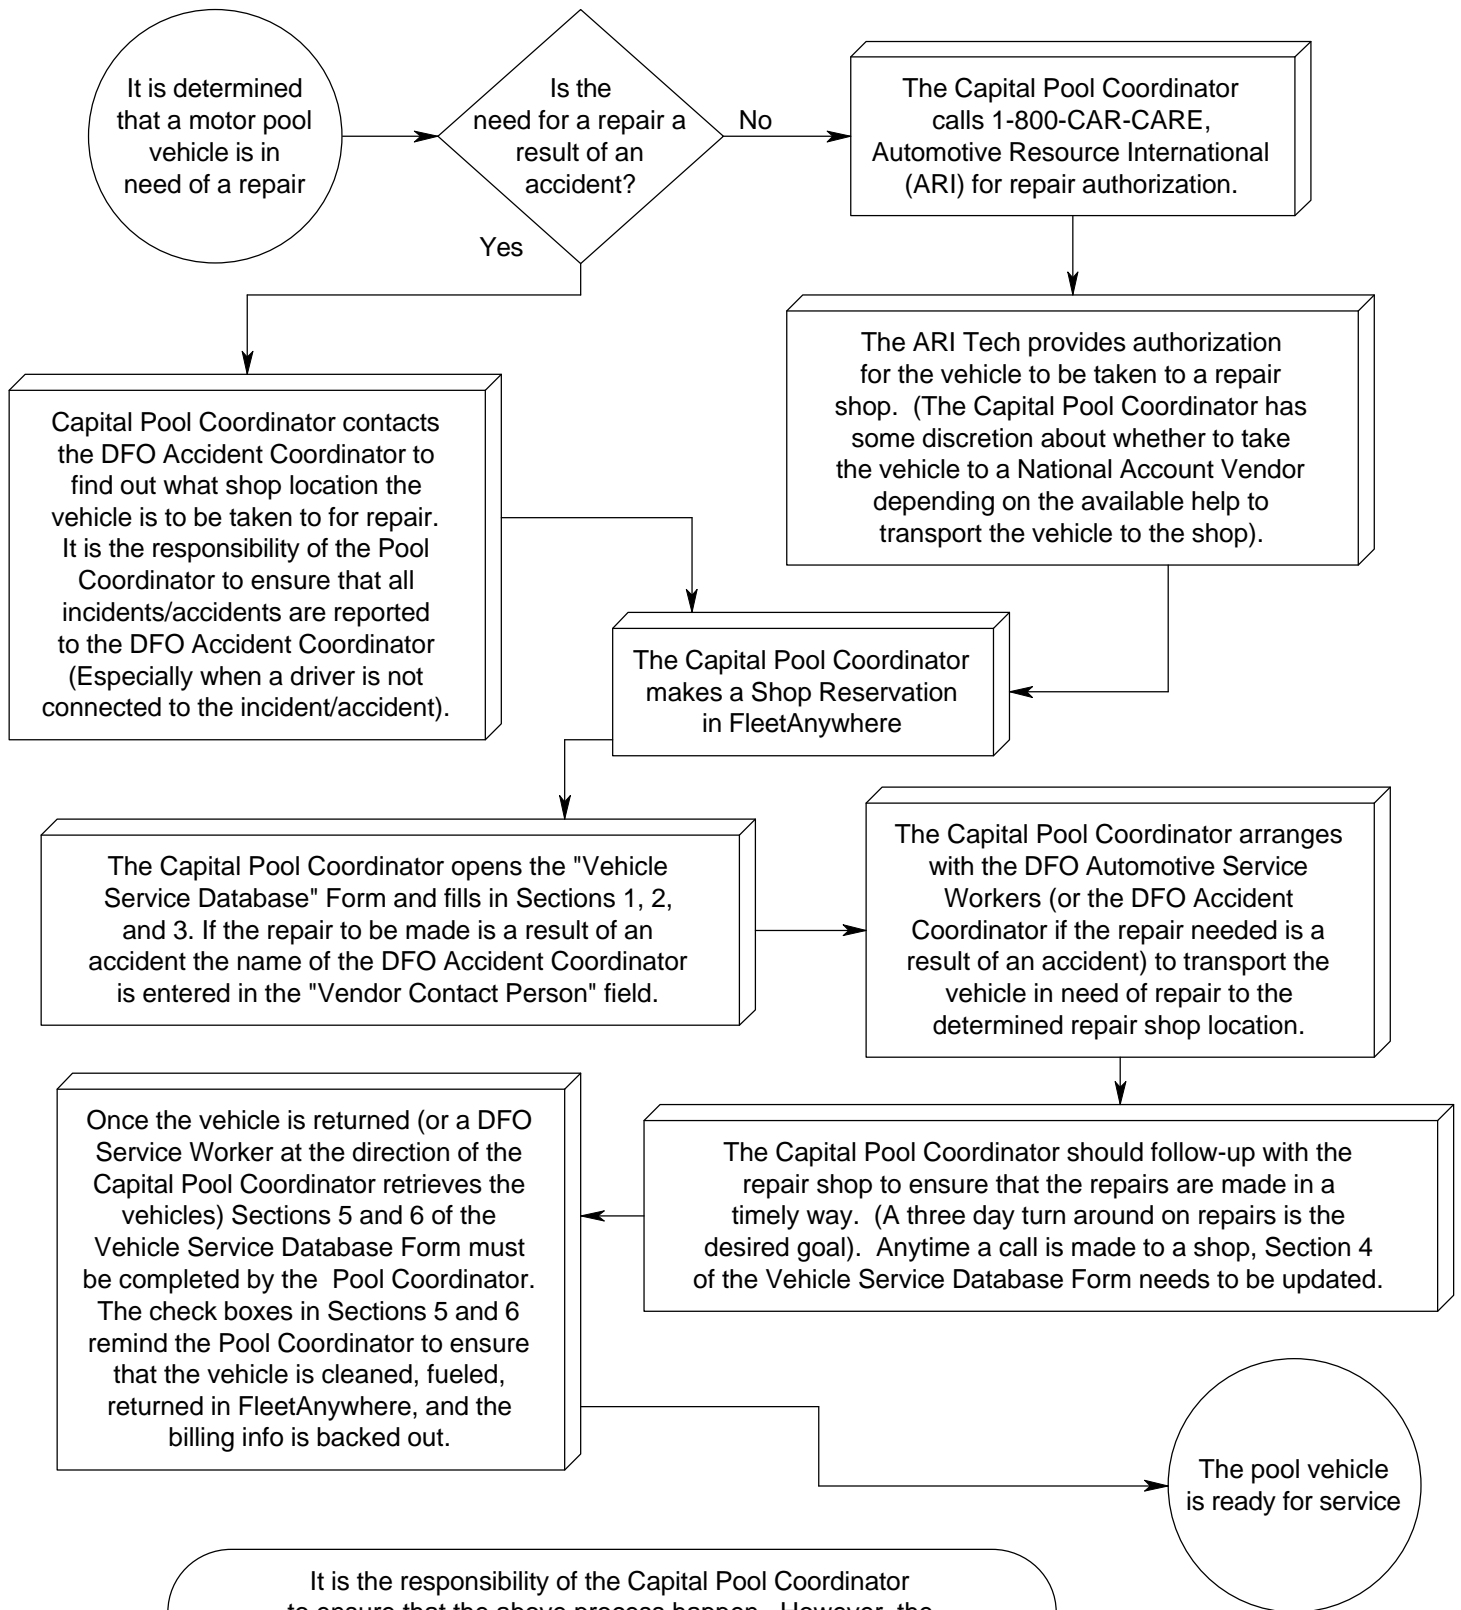 It is determined
that a motor pool
vehicle is in
need of a repair
Is the
need for a repair a
result of an
accident?
No
Yes
The Capital Pool Coordinator
calls 1-800-CAR-CARE,
Automotive Resource International
(ARI) for repair authorization.
The ARI Tech provides authorization
for the vehicle to be taken to a repair
shop.  (The Capital Pool Coordinator has
some discretion about whether to take
the vehicle to a National Account Vendor
depending on the available help to
transport the vehicle to the shop).
Capital Pool Coordinator contacts
the DFO Accident Coordinator to
find out what shop location the
vehicle is to be taken to for repair.
It is the responsibility of the Pool
Coordinator to ensure that all
incidents/accidents are reported
to the DFO Accident Coordinator
(Especially when a driver is not
connected to the incident/accident).
The Capital Pool Coordinator
makes a Shop Reservation
in FleetAnywhere
The Capital Pool Coordinator opens the "Vehicle
Service Database" Form and fills in Sections 1, 2,
and 3. If the repair to be made is a result of an
accident the name of the DFO Accident Coordinator
is entered in the "Vendor Contact Person" field.
The Capital Pool Coordinator arranges
with the DFO Automotive Service
Workers (or the DFO Accident
Coordinator if the repair needed is a
result of an accident) to transport the
vehicle in need of repair to the
determined repair shop location.
The Capital Pool Coordinator should follow-up with the
repair shop to ensure that the repairs are made in a
timely way.  (A three day turn around on repairs is the
desired goal).  Anytime a call is made to a shop, Section 4
of the Vehicle Service Database Form needs to be updated.
Once the vehicle is returned (or a DFO
Service Worker at the direction of the
Capital Pool Coordinator retrieves the
vehicles) Sections 5 and 6 of the
Vehicle Service Database Form must
be completed by the  Pool Coordinator.
The check boxes in Sections 5 and 6
remind the Pool Coordinator to ensure
that the vehicle is cleaned, fueled,
returned in FleetAnywhere, and the
billing info is backed out.
The pool vehicle
is ready for service
It is the responsibility of the Capital Pool Coordinator
to ensure that the above process happen.  However, the